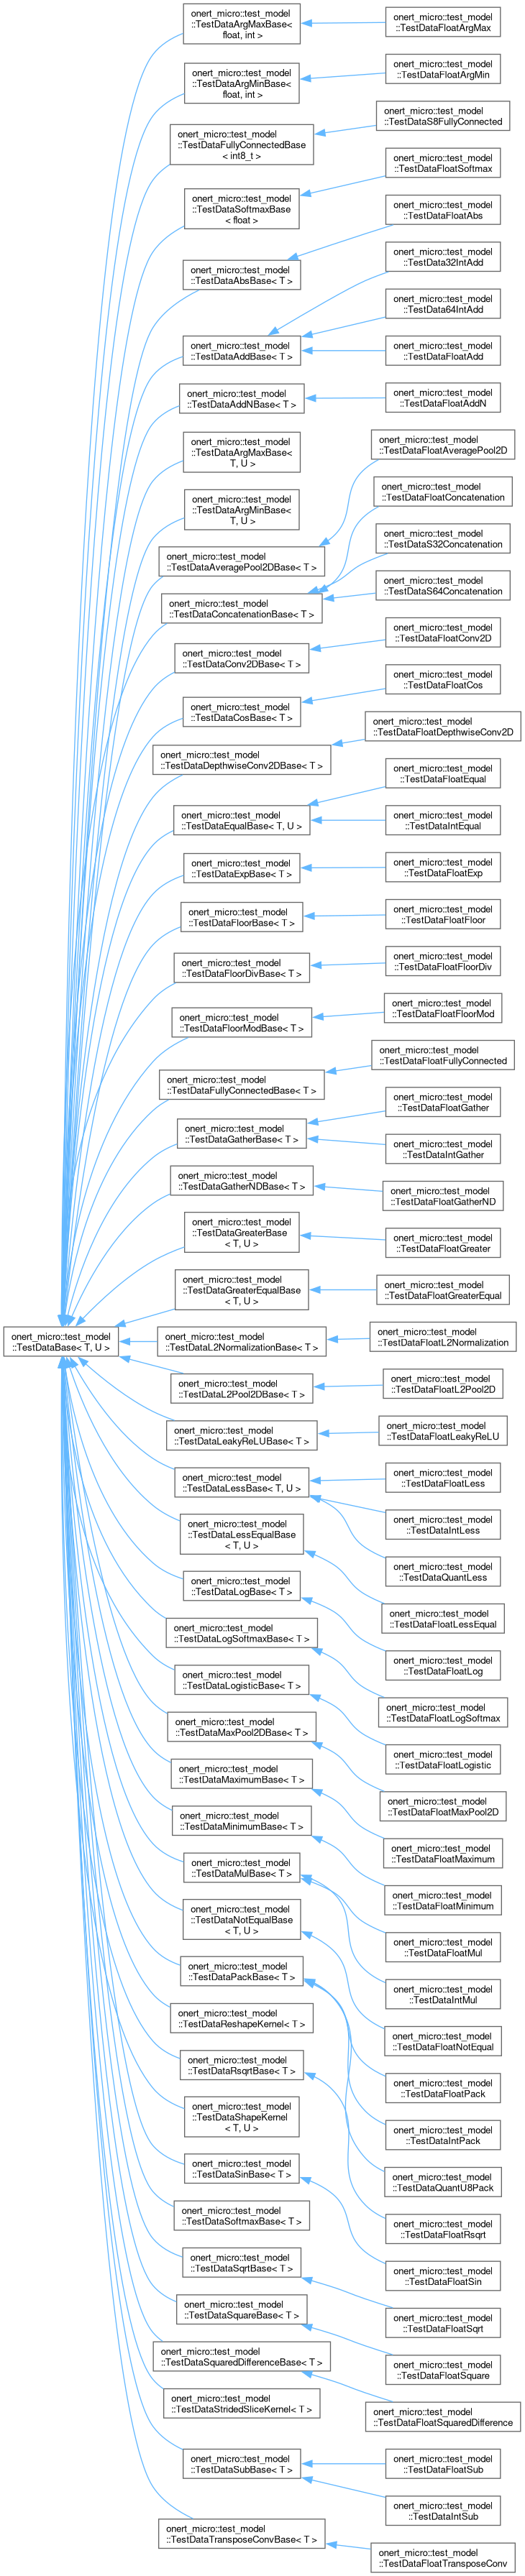 onert_micro::test_model
::TestDataBase< T, U >
onert_micro::test_model
::TestDataArgMaxBase<
float, int >
onert_micro::test_model
::TestDataFloatArgMax
onert_micro::test_model
::TestDataArgMinBase<
float, int >
onert_micro::test_model
::TestDataFloatArgMin
onert_micro::test_model
::TestDataFullyConnectedBase
< int8_t >
onert_micro::test_model
::TestDataS8FullyConnected
onert_micro::test_model
::TestDataSoftmaxBase
< float >
onert_micro::test_model
::TestDataFloatSoftmax
onert_micro::test_model
::TestDataAbsBase< T >
onert_micro::test_model
::TestDataFloatAbs
onert_micro::test_model
::TestDataAddBase< T >
onert_micro::test_model
::TestData32IntAdd
onert_micro::test_model
::TestData64IntAdd
onert_micro::test_model
::TestDataFloatAdd
onert_micro::test_model
::TestDataAddNBase< T >
onert_micro::test_model
::TestDataFloatAddN
onert_micro::test_model
::TestDataArgMaxBase<
T, U >
onert_micro::test_model
::TestDataArgMinBase<
T, U >
onert_micro::test_model
::TestDataAveragePool2DBase< T >
onert_micro::test_model
::TestDataFloatAveragePool2D
onert_micro::test_model
::TestDataConcatenationBase< T >
onert_micro::test_model
::TestDataFloatConcatenation
onert_micro::test_model
::TestDataS32Concatenation
onert_micro::test_model
::TestDataS64Concatenation
onert_micro::test_model
::TestDataConv2DBase< T >
onert_micro::test_model
::TestDataFloatConv2D
onert_micro::test_model
::TestDataCosBase< T >
onert_micro::test_model
::TestDataFloatCos
onert_micro::test_model
::TestDataDepthwiseConv2DBase< T >
onert_micro::test_model
::TestDataFloatDepthwiseConv2D
onert_micro::test_model
::TestDataEqualBase< T, U >
onert_micro::test_model
::TestDataFloatEqual
onert_micro::test_model
::TestDataIntEqual
onert_micro::test_model
::TestDataExpBase< T >
onert_micro::test_model
::TestDataFloatExp
onert_micro::test_model
::TestDataFloorBase< T >
onert_micro::test_model
::TestDataFloatFloor
onert_micro::test_model
::TestDataFloorDivBase< T >
onert_micro::test_model
::TestDataFloatFloorDiv
onert_micro::test_model
::TestDataFloorModBase< T >
onert_micro::test_model
::TestDataFloatFloorMod
onert_micro::test_model
::TestDataFullyConnectedBase< T >
onert_micro::test_model
::TestDataFloatFullyConnected
onert_micro::test_model
::TestDataGatherBase< T >
onert_micro::test_model
::TestDataFloatGather
onert_micro::test_model
::TestDataIntGather
onert_micro::test_model
::TestDataGatherNDBase< T >
onert_micro::test_model
::TestDataFloatGatherND
onert_micro::test_model
::TestDataGreaterBase
< T, U >
onert_micro::test_model
::TestDataFloatGreater
onert_micro::test_model
::TestDataGreaterEqualBase
< T, U >
onert_micro::test_model
::TestDataFloatGreaterEqual
onert_micro::test_model
::TestDataL2NormalizationBase< T >
onert_micro::test_model
::TestDataFloatL2Normalization
onert_micro::test_model
::TestDataL2Pool2DBase< T >
onert_micro::test_model
::TestDataFloatL2Pool2D
onert_micro::test_model
::TestDataLeakyReLUBase< T >
onert_micro::test_model
::TestDataFloatLeakyReLU
onert_micro::test_model
::TestDataLessBase< T, U >
onert_micro::test_model
::TestDataFloatLess
onert_micro::test_model
::TestDataIntLess
onert_micro::test_model
::TestDataQuantLess
onert_micro::test_model
::TestDataLessEqualBase
< T, U >
onert_micro::test_model
::TestDataFloatLessEqual
onert_micro::test_model
::TestDataLogBase< T >
onert_micro::test_model
::TestDataFloatLog
onert_micro::test_model
::TestDataLogSoftmaxBase< T >
onert_micro::test_model
::TestDataFloatLogSoftmax
onert_micro::test_model
::TestDataLogisticBase< T >
onert_micro::test_model
::TestDataFloatLogistic
onert_micro::test_model
::TestDataMaxPool2DBase< T >
onert_micro::test_model
::TestDataFloatMaxPool2D
onert_micro::test_model
::TestDataMaximumBase< T >
onert_micro::test_model
::TestDataFloatMaximum
onert_micro::test_model
::TestDataMinimumBase< T >
onert_micro::test_model
::TestDataFloatMinimum
onert_micro::test_model
::TestDataMulBase< T >
onert_micro::test_model
::TestDataFloatMul
onert_micro::test_model
::TestDataIntMul
onert_micro::test_model
::TestDataNotEqualBase
< T, U >
onert_micro::test_model
::TestDataFloatNotEqual
onert_micro::test_model
::TestDataPackBase< T >
onert_micro::test_model
::TestDataFloatPack
onert_micro::test_model
::TestDataIntPack
onert_micro::test_model
::TestDataQuantU8Pack
onert_micro::test_model
::TestDataReshapeKernel< T >
onert_micro::test_model
::TestDataRsqrtBase< T >
onert_micro::test_model
::TestDataFloatRsqrt
onert_micro::test_model
::TestDataShapeKernel
< T, U >
onert_micro::test_model
::TestDataSinBase< T >
onert_micro::test_model
::TestDataFloatSin
onert_micro::test_model
::TestDataSoftmaxBase< T >
onert_micro::test_model
::TestDataSqrtBase< T >
onert_micro::test_model
::TestDataFloatSqrt
onert_micro::test_model
::TestDataSquareBase< T >
onert_micro::test_model
::TestDataFloatSquare
onert_micro::test_model
::TestDataSquaredDifferenceBase< T >
onert_micro::test_model
::TestDataFloatSquaredDifference
onert_micro::test_model
::TestDataStridedSliceKernel< T >
onert_micro::test_model
::TestDataSubBase< T >
onert_micro::test_model
::TestDataFloatSub
onert_micro::test_model
::TestDataIntSub
onert_micro::test_model
::TestDataTransposeConvBase< T >
onert_micro::test_model
::TestDataFloatTransposeConv